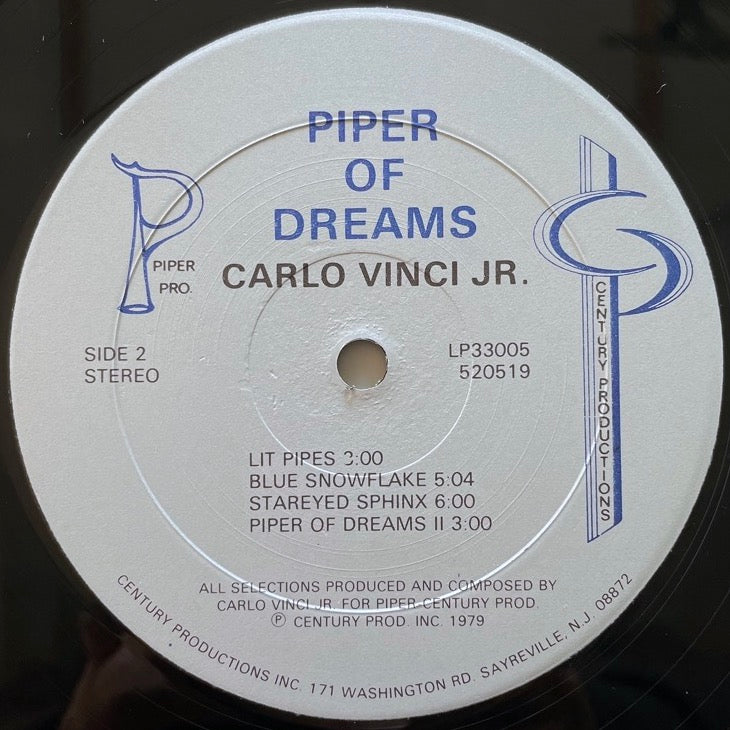 PIPER
OF
DREAMS
CARLO VINCI JR.
PIPER
PRO.
CENTURY PRODUCTIONS
SIDE 2
STEREO
LP33005
520519
LIT PIPES 3:00
BLUE SNOWFLAKE 5:04
STAREYED SPHINX 6:00
PIPER OF DREAMS II 3:00
ALL SELECTIONS PRODUCED AND COMPOSED BY
CARLO VINCI JR. FOR PIPER-CENTURY PROD.
℗ CENTURY PROD. INC. 1979
CENTURY PRODUCTIONS INC. 171 WASHINGTON RD. SAYREVILLE, N.J. 08872